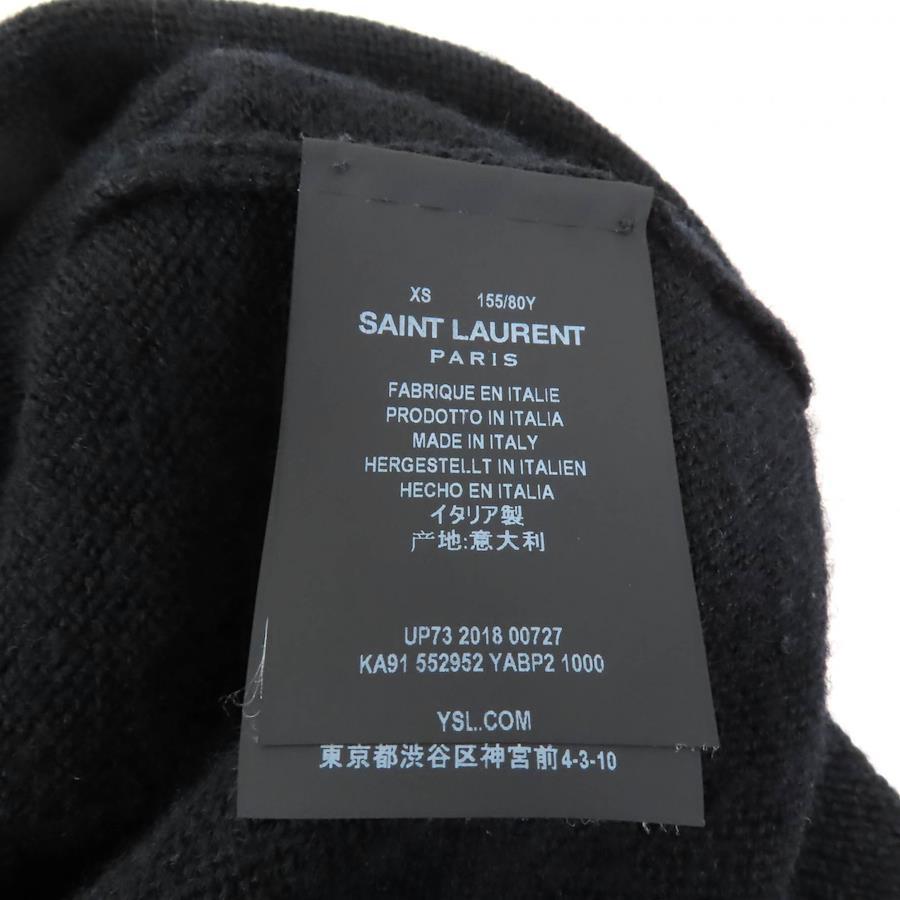 XS 155/80Y
SAINT LAURENT
PARIS
FABRIQUE EN ITALIE
PRODOTTO IN ITALIA
MADE IN ITALY
HERGESTELLT IN ITALIEN
HECHO EN ITALIA
イタリア製
产地:意大利
UP73 2018 00727
KA91 552952 YABP2 1000
YSL.COM
東京都渋谷区神宮前4-3-10